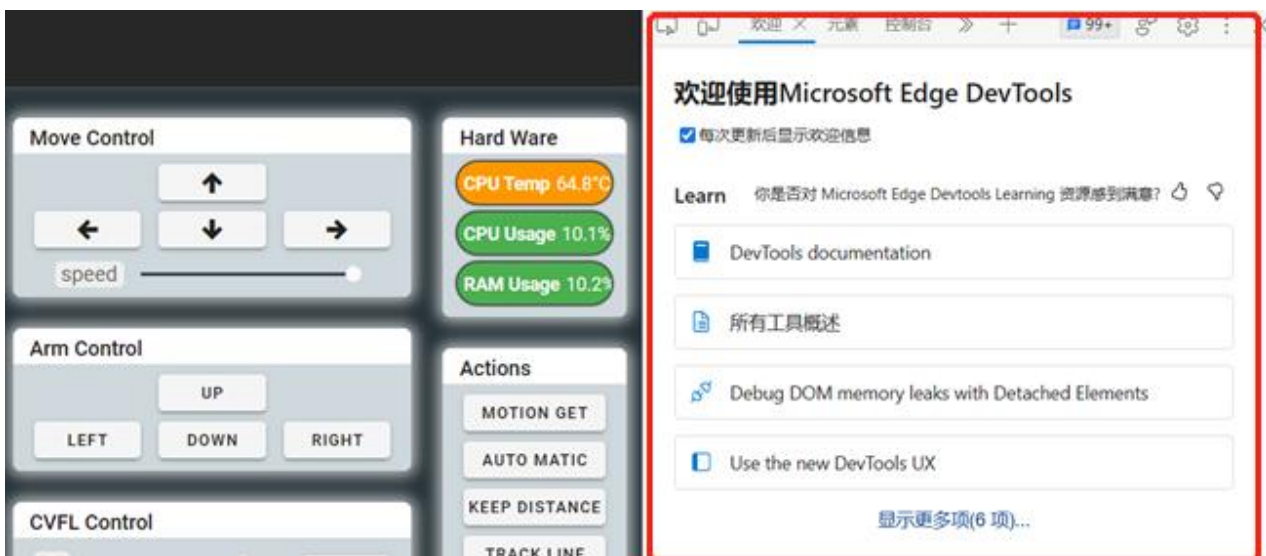 Move Control
speed
Arm Control
UP
LEFT
DOWN
RIGHT
CVFL Control
Hard Ware
CPU Temp 64.8°C
CPU Usage 10.1%
RAM Usage 10.2%
Actions
MOTION GET
AUTO MATIC
KEEP DISTANCE
TRACK LINE
欢迎 元素 控制台 99+
欢迎使用Microsoft Edge DevTools
每次更新后显示欢迎信息
Learn 你是否对 Microsoft Edge Devtools Learning 资源感到满意?
DevTools documentation
所有工具概述
Debug DOM memory leaks with Detached Elements
Use the new DevTools UX
显示更多项(6 项)...